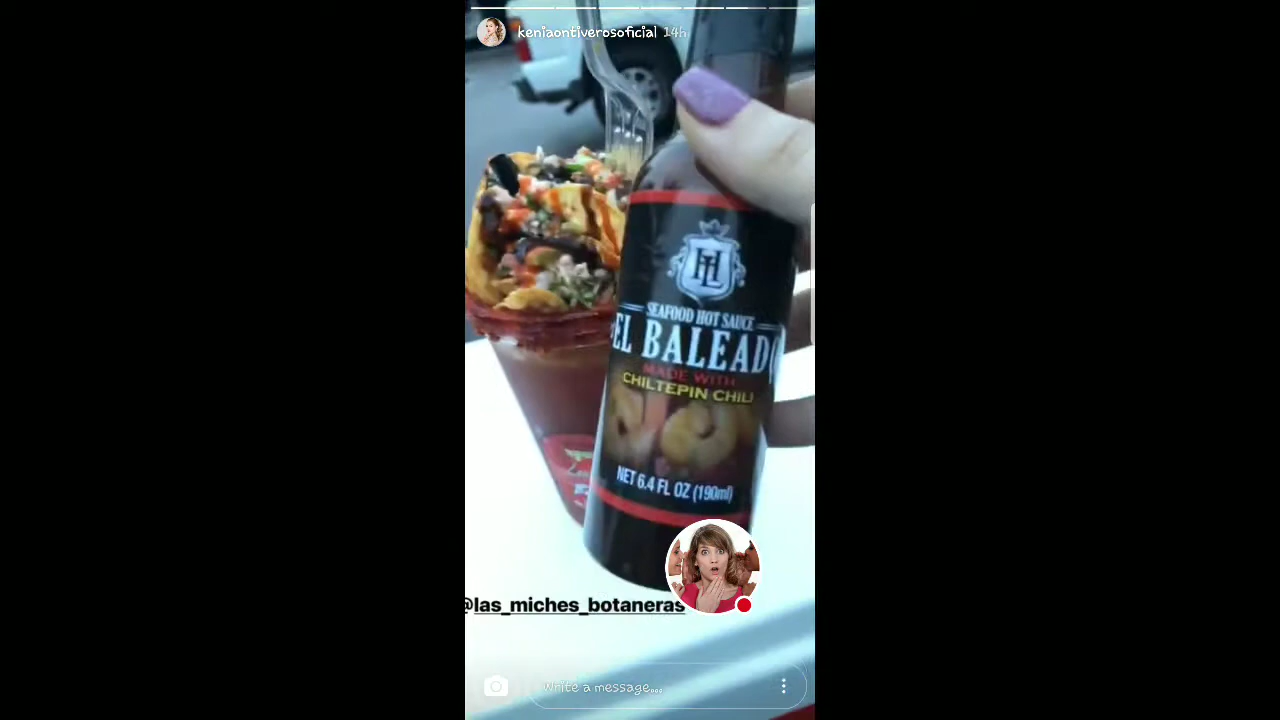 keniaontiverosoficial 14h
HL
SEAFOOD HOT SAUCE
EL BALEADO
MADE WITH
CHILTEPIN CHILI
NET 6.4 FL OZ (190ml)
@las_miches_botaneras
Write a message...